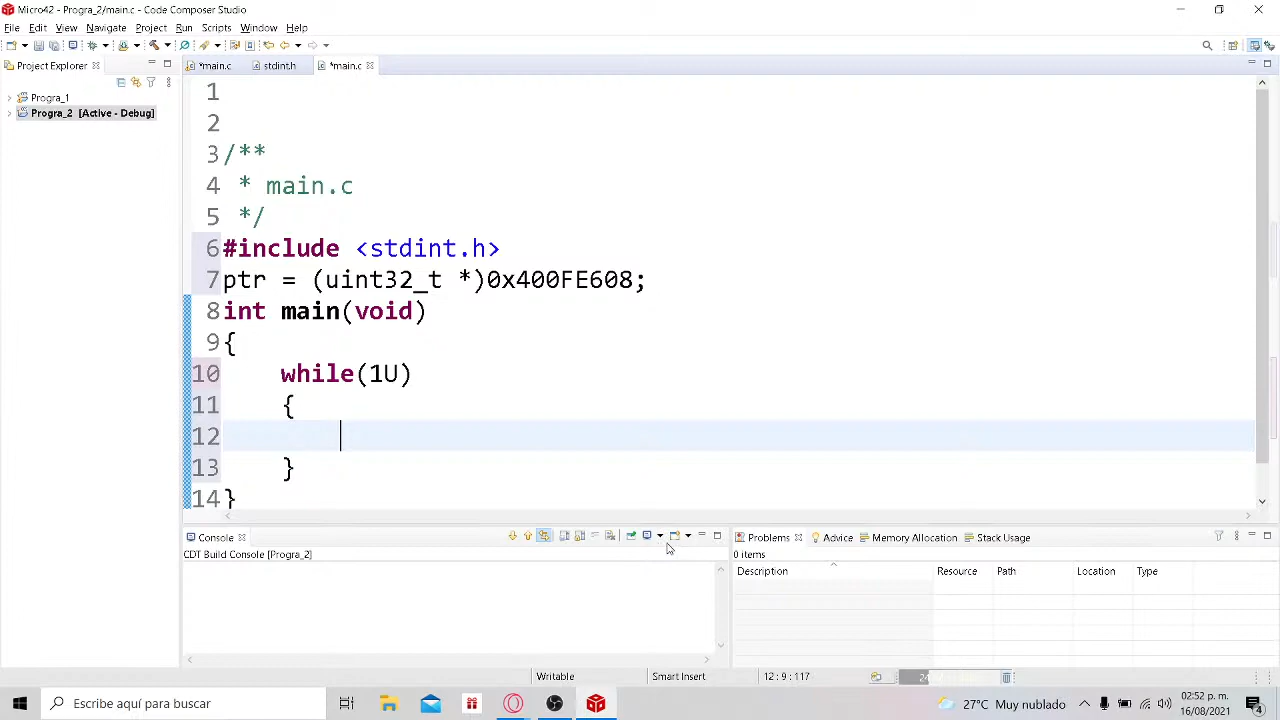 Micro42 - Progra_2/main.c - Code Composer Studio
File Edit View Navigate Project Run Scripts Window Help
Project Explorer
*main.c
stdint.h
*main.c
Progra_1
Progra_2 [Active - Debug]
1
2
3 /**
4 * main.c
5 */
6 #include <stdint.h>
7 ptr = (uint32_t *)0x400FE608;
8 int main(void)
9 {
10 while(1U)
11 {
12
13 }
14 }
Console
CDT Build Console [Progra_2]
Problems Advice Memory Allocation Stack Usage
0 items
Description Resource Path Location Type
Writable Smart Insert 12 : 9 : 117
Escribe aquí para buscar
27°C Muy nublado
02:52 p. m.
16/08/2021
4